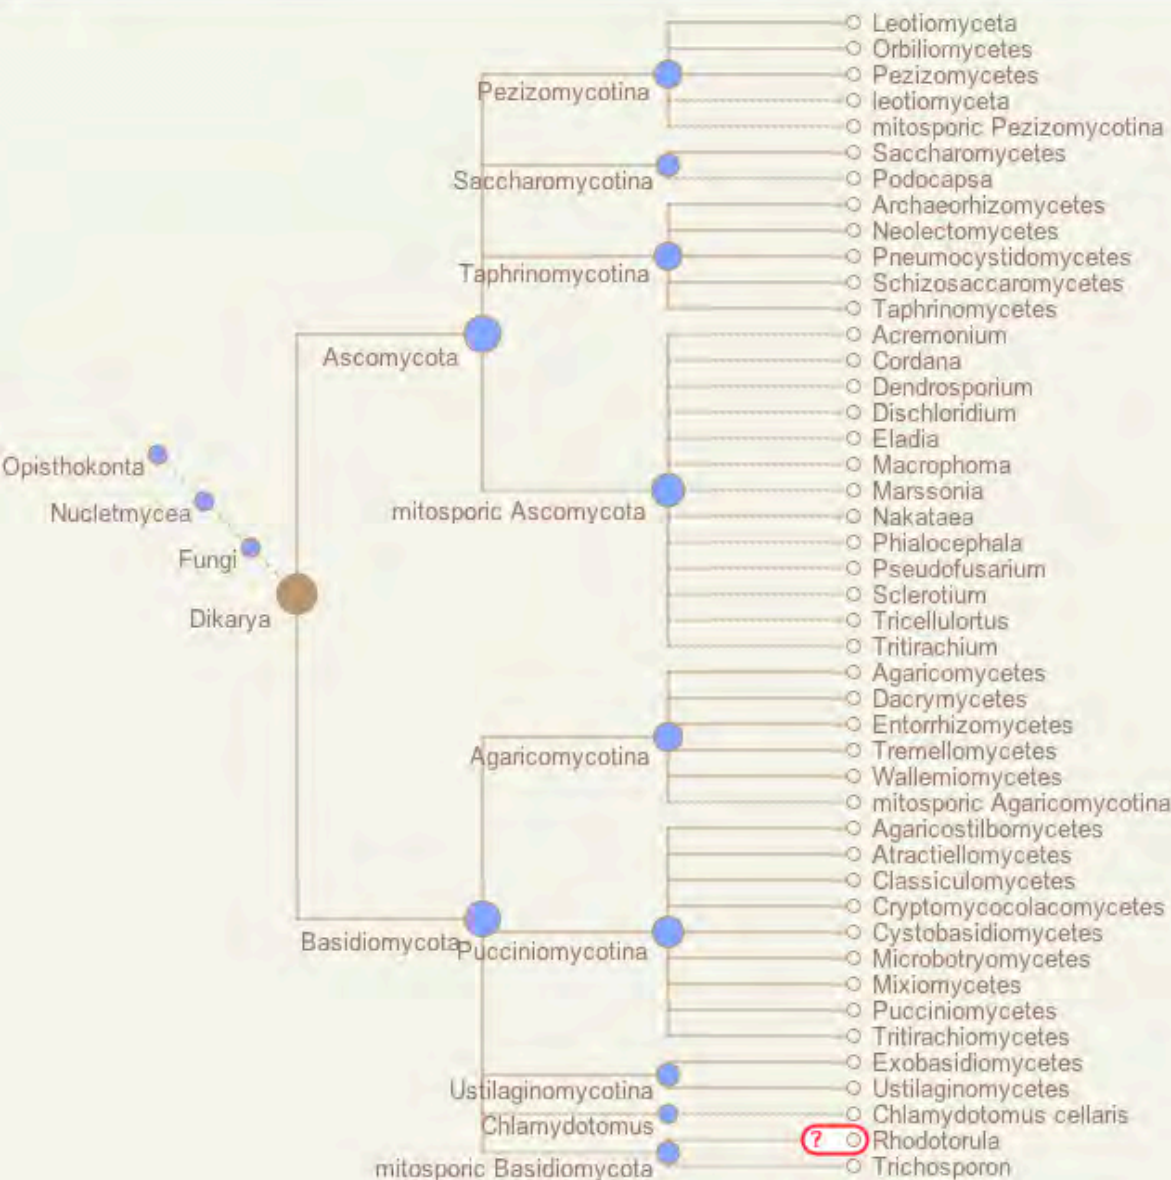 Leotiomyceta
Orbiliomycetes
Pezizomycetes
Pezizomycotina
leotiomyceta
mitosporic Pezizomycotina
Saccharomycetes
Saccharomycotina
Podocapsa
Archaeorhizomycetes
Neolectomycetes
Pneumocystidomycetes
Taphrinomycotina
Schizosaccaromycetes
Taphrinomycetes
Acremonium
Ascomycota
Cordana
Dendrosporium
Dischloridium
Eladia
Opisthokonta
Macrophoma
Marssonia
Nucletmycea
mitosporic Ascomycota
Nakataea
Phialocephala
Fungi
Pseudofusarium
Sclerotium
Dikarya
Tricellulortus
Tritirachium
Agaricomycetes
Dacrymycetes
Entorrhizomycetes
Tremellomycetes
Agaricomycotina
Wallemiomycetes
mitosporic Agaricomycotina
Agaricostilbomycetes
Atractiellomycetes
Classiculomycetes
Cryptomycocolacomycetes
Cystobasidiomycetes
Basidiomycota
Pucciniomycotina
Microbotryomycetes
Mixiomycetes
Pucciniomycetes
Tritirachiomycetes
Exobasidiomycetes
Ustilaginomycotina
Ustilaginomycetes
Chlamydotomus cellaris
Chlamydotomus
? Rhodotorula
mitosporic Basidiomycota
Trichosporon